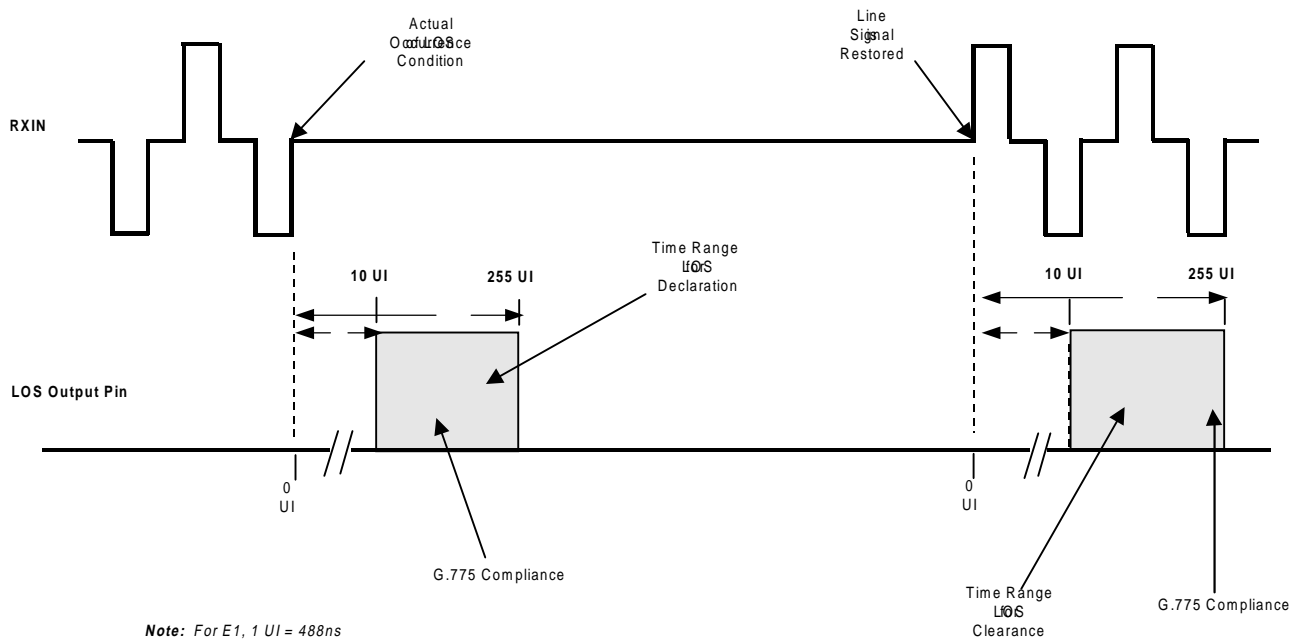 Actual
Occurrence
of LOS
Condition
Line
Signal
is
Restored
RXIN
Time Range
for
LOS
Declaration
10 UI
255 UI
10 UI
255 UI
LOS Output Pin
0
UI
0
UI
G.775 Compliance
Time Range
for
LOS
Clearance
G.775 Compliance
Note: For E1, 1 UI = 488ns